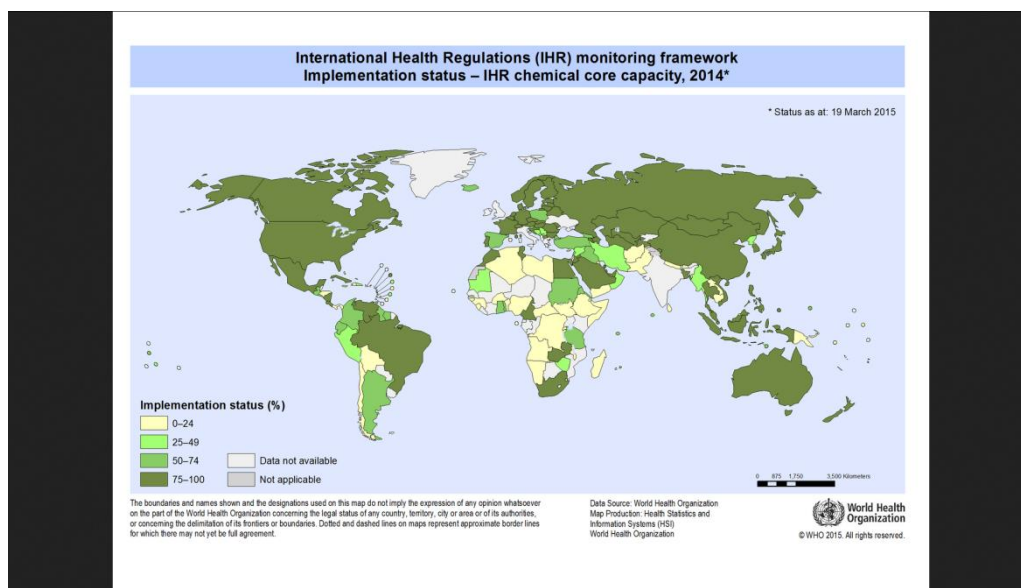 International Health Regulations (IHR) monitoring framework
Implementation status – IHR chemical core capacity, 2014*
* Status as at: 19 March 2015
Implementation status (%)
0–24
25–49
50–74
75–100
Data not available
Not applicable
0 875 1,750 3,500 Kilometers
The boundaries and names shown and the designations used on this map do not imply the expression of any opinion whatsoever
on the part of the World Health Organization concerning the legal status of any country, territory, city or area or of its authorities,
or concerning the delimitation of its frontiers or boundaries. Dotted and dashed lines on maps represent approximate border lines
for which there may not yet be full agreement.
Data Source: World Health Organization
Map Production: Health Statistics and
Information Systems (HSI)
World Health Organization
World Health
Organization
© WHO 2015. All rights reserved.